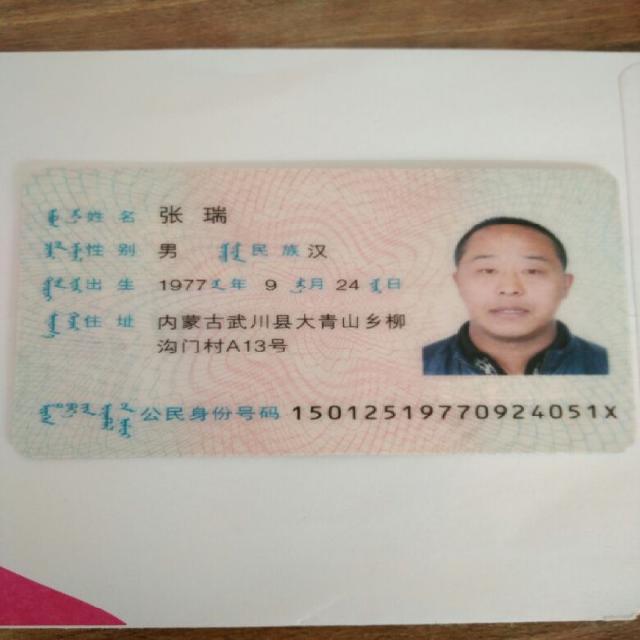 姓名 张瑞
性别 男 民族 汉
出生 1977 年 9 月 24 日
住址 内蒙古武川县大青山乡柳
沟门村A13号
公民身份号码 15012519770924051X